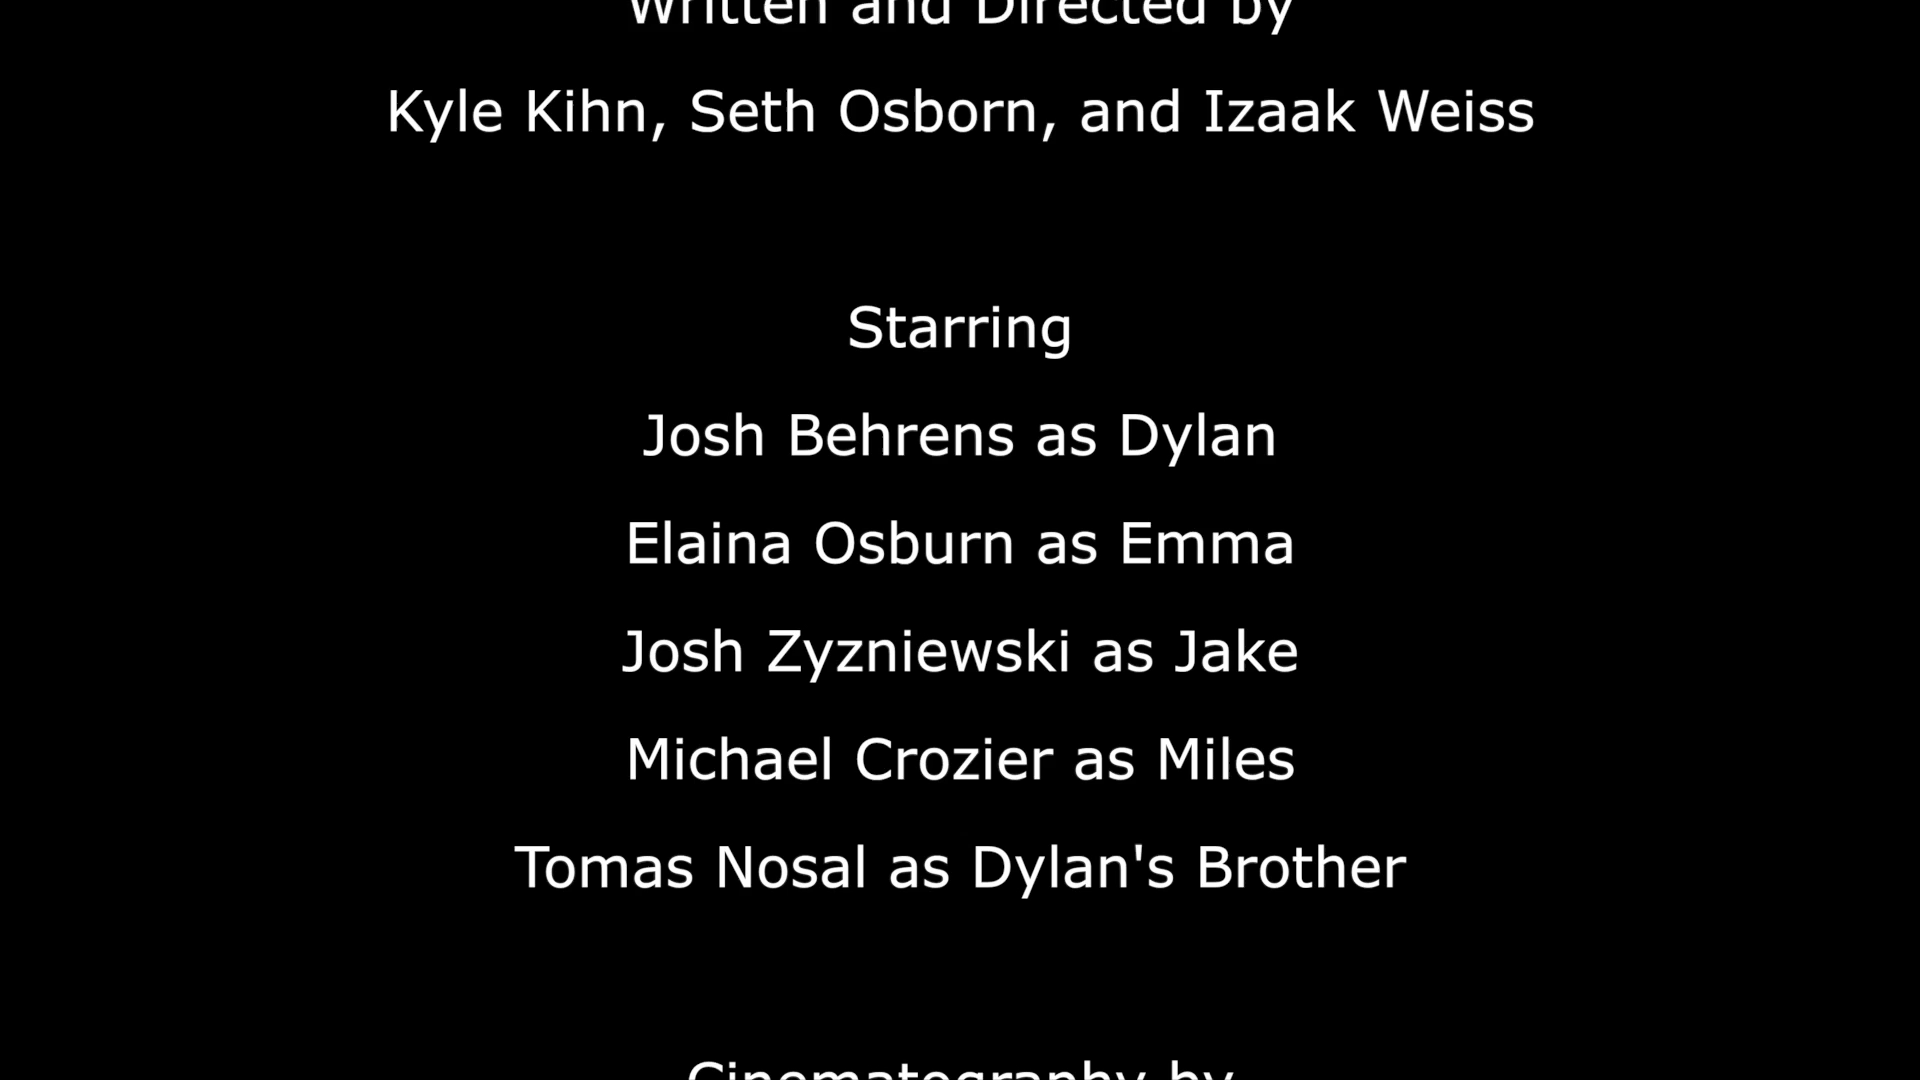 Written and Directed by
Kyle Kihn, Seth Osborn, and Izaak Weiss
Starring
Josh Behrens as Dylan
Elaina Osburn as Emma
Josh Zyzniewski as Jake
Michael Crozier as Miles
Tomas Nosal as Dylan's Brother
Cinematography by